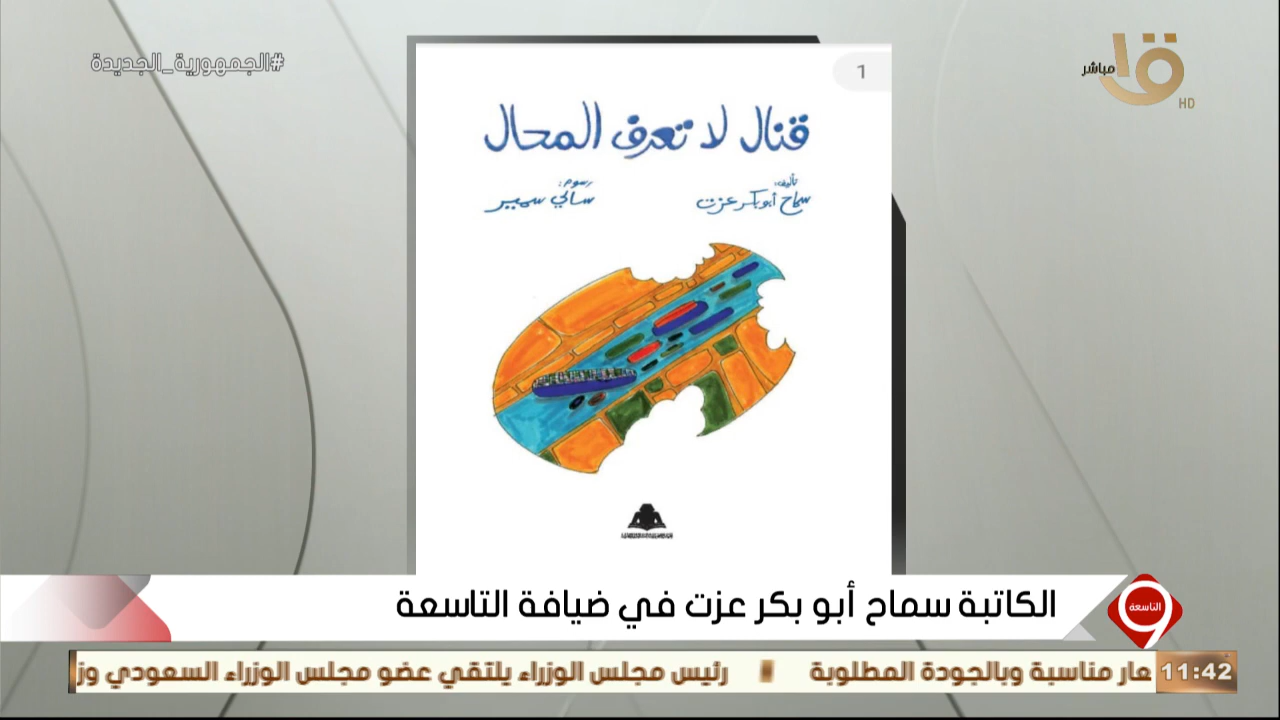 #الجمهورية_الجديدة
مباشر
HD
1
قنال لا تعرف المحال
تأليف:
سماح أبو بكر عزت
رسوم:
سالي سمير
الكاتبة سماح أبو بكر عزت في ضيافة التاسعة
التاسعة
9
11:42
عار مناسبة وبالجودة المطلوبة
رئيس مجلس الوزراء يلتقي عضو مجلس الوزراء السعودي وز